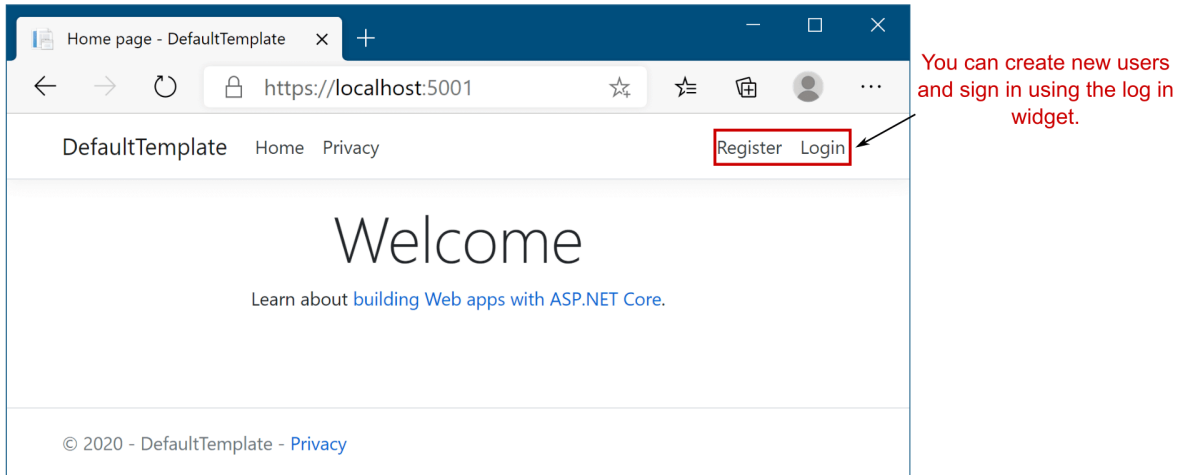 Home page - DefaultTemplate
https://localhost:5001
You can create new users
and sign in using the log in
widget.
DefaultTemplate Home Privacy Register Login
Welcome
Learn about building Web apps with ASP.NET Core.
© 2020 - DefaultTemplate - Privacy